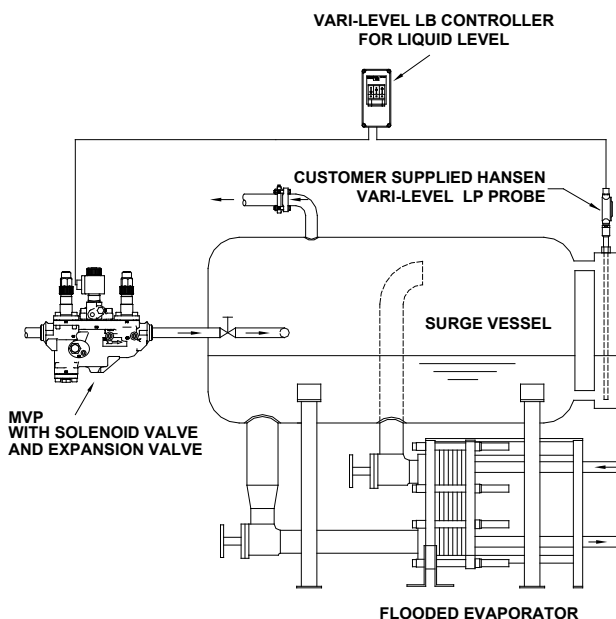 VARI-LEVEL LB CONTROLLER
FOR LIQUID LEVEL
CUSTOMER SUPPLIED HANSEN
VARI-LEVEL LP PROBE
SURGE VESSEL
MVP
WITH SOLENOID VALVE
AND EXPANSION VALVE
FLOODED EVAPORATOR